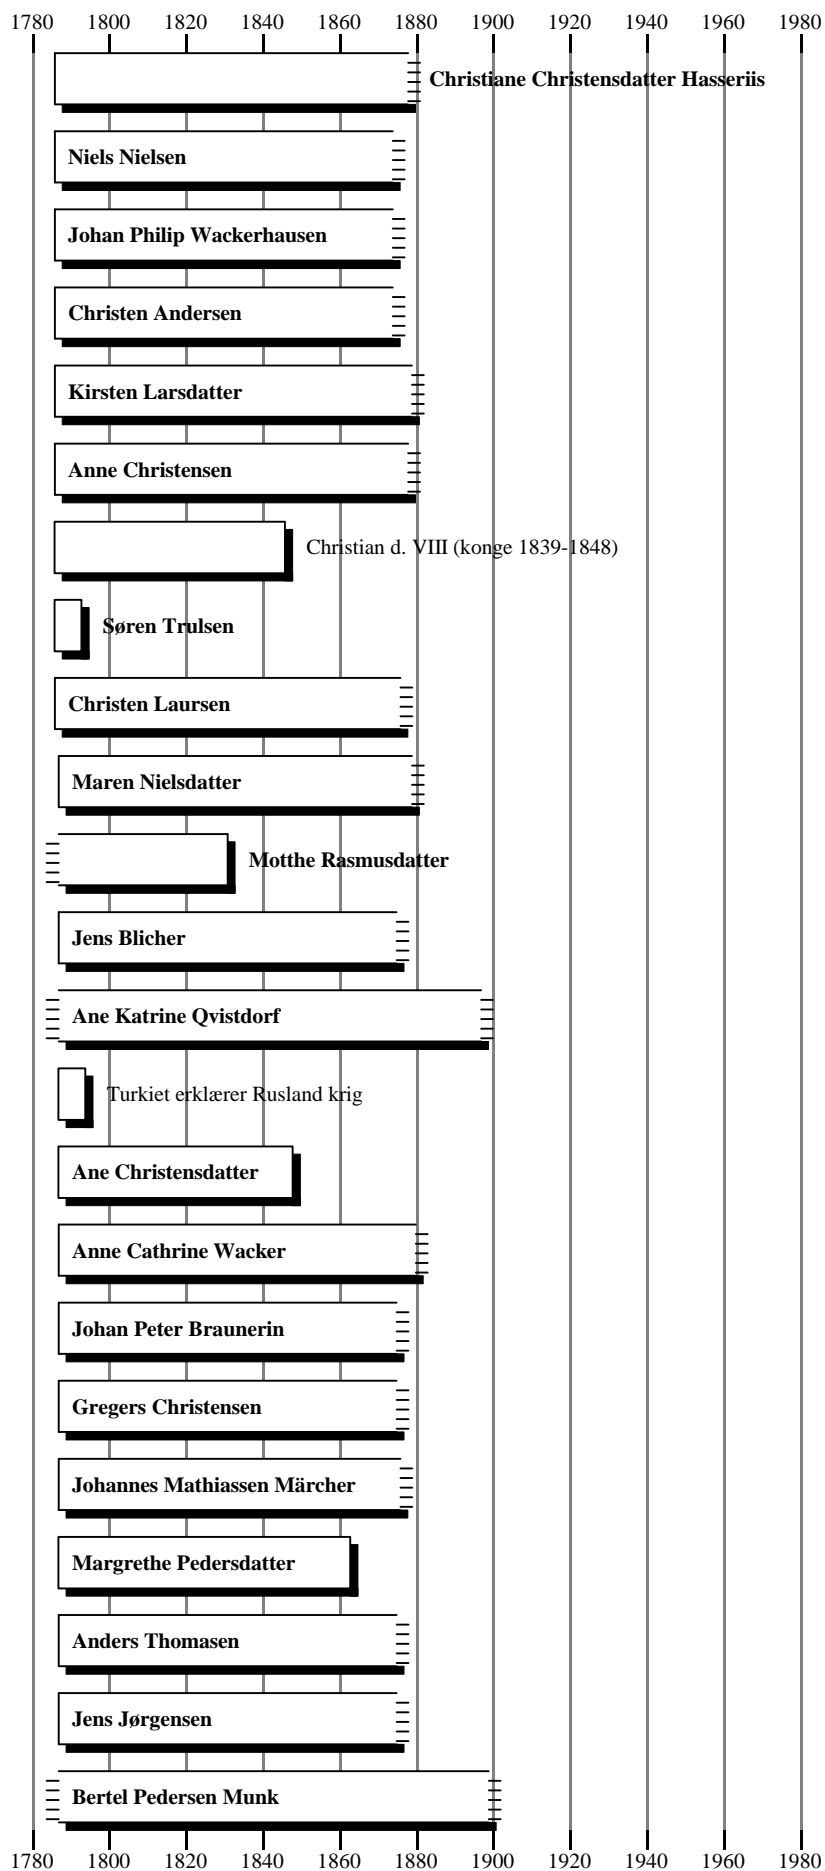 1780 1800 1820 1840 1860 1880 1900 1920 1940 1960 1980
Christiane Christensdatter Hasseriis
Niels Nielsen
Johan Philip Wackerhausen
Christen Andersen
Kirsten Larsdatter
Anne Christensen
Christian d. VIII (konge 1839-1848)
Søren Trulsen
Christen Laursen
Maren Nielsdatter
Motthe Rasmusdatter
Jens Blicher
Ane Katrine Qvistdorf
Turkiet erklærer Rusland krig
Ane Christensdatter
Anne Cathrine Wacker
Johan Peter Braunerin
Gregers Christensen
Johannes Mathiassen Märcher
Margrethe Pedersdatter
Anders Thomasen
Jens Jørgensen
Bertel Pedersen Munk
1780 1800 1820 1840 1860 1880 1900 1920 1940 1960 1980